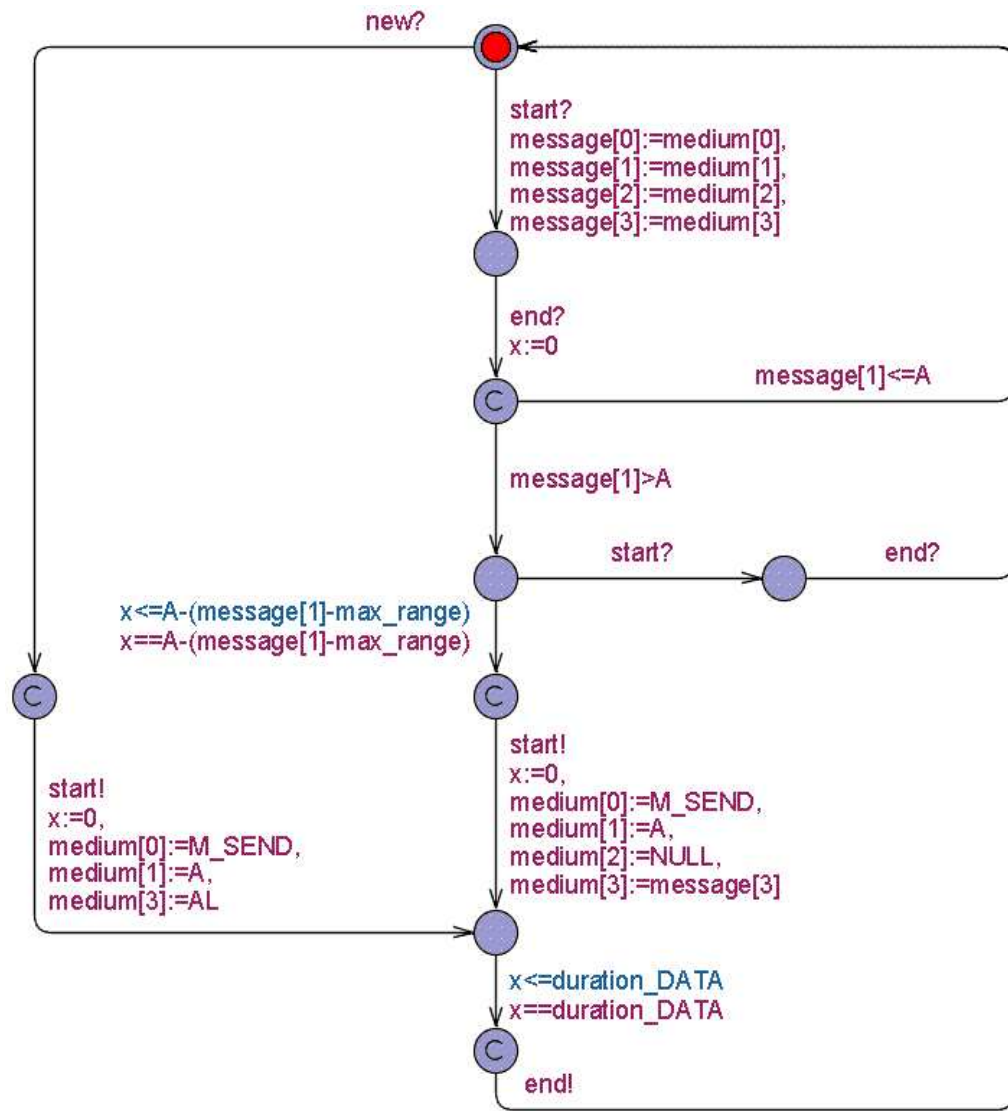 new?
start?
message[0]:=medium[0],
message[1]:=medium[1],
message[2]:=medium[2],
message[3]:=medium[3]
end?
x:=0
C
message[1]<=A
message[1]>A
start?
end?
x<=A-(message[1]-max_range)
x==A-(message[1]-max_range)
C
C
start!
x:=0,
medium[0]:=M_SEND,
medium[1]:=A,
medium[3]:=AL
start!
x:=0,
medium[0]:=M_SEND,
medium[1]:=A,
medium[2]:=NULL,
medium[3]:=message[3]
x<=duration_DATA
x==duration_DATA
C
end!